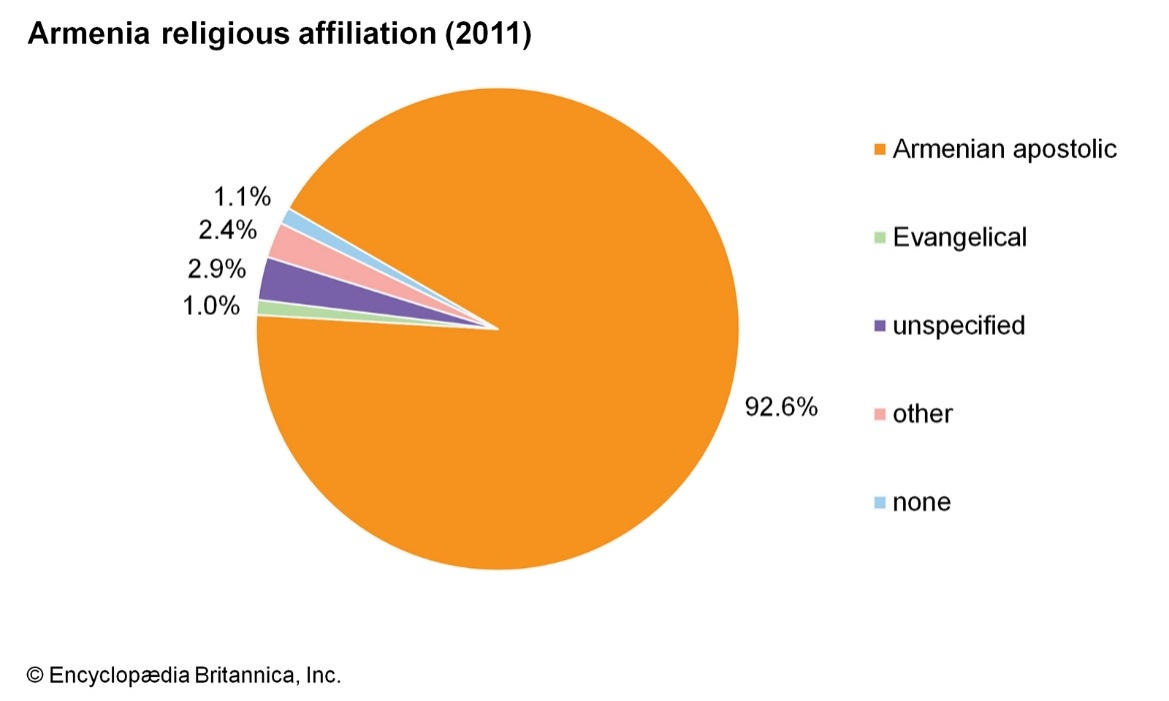 Armenia religious affiliation (2011)
1.1%
2.4%
2.9%
1.0%
92.6%
Armenian apostolic
Evangelical
unspecified
other
none
© Encyclopædia Britannica, Inc.